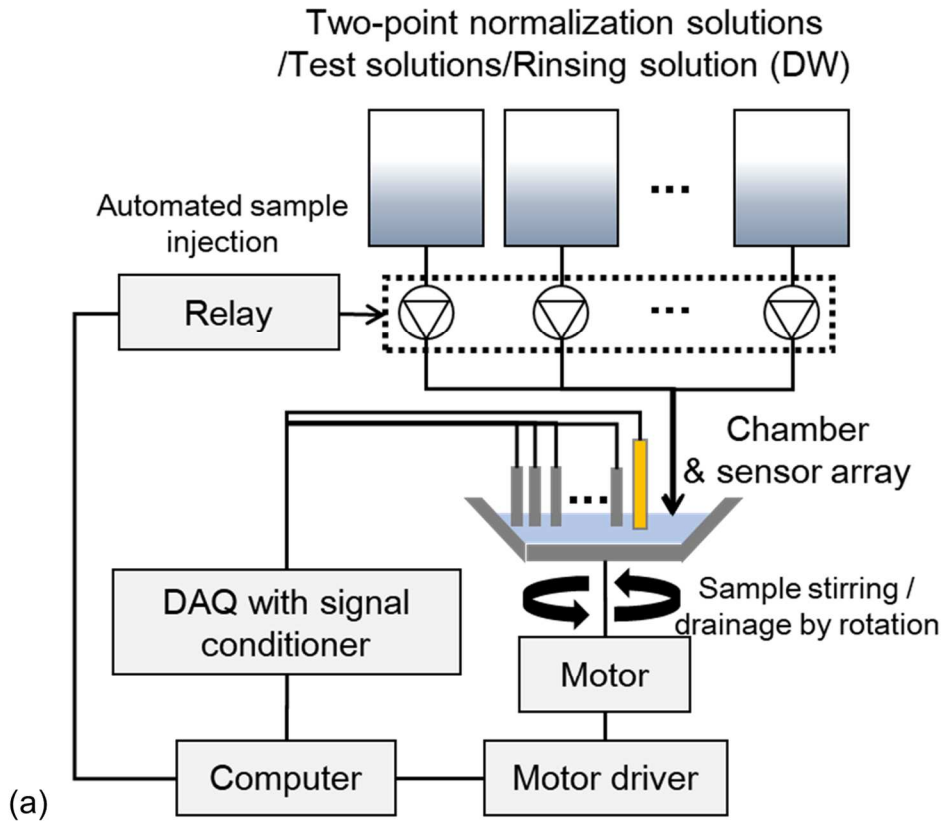 Two-point normalization solutions
/Test solutions/Rinsing solution (DW)
...
Automated sample
injection
Relay
...
Chamber
& sensor array
...
DAQ with signal
conditioner
Sample stirring /
drainage by rotation
Motor
Computer
Motor driver
(a)